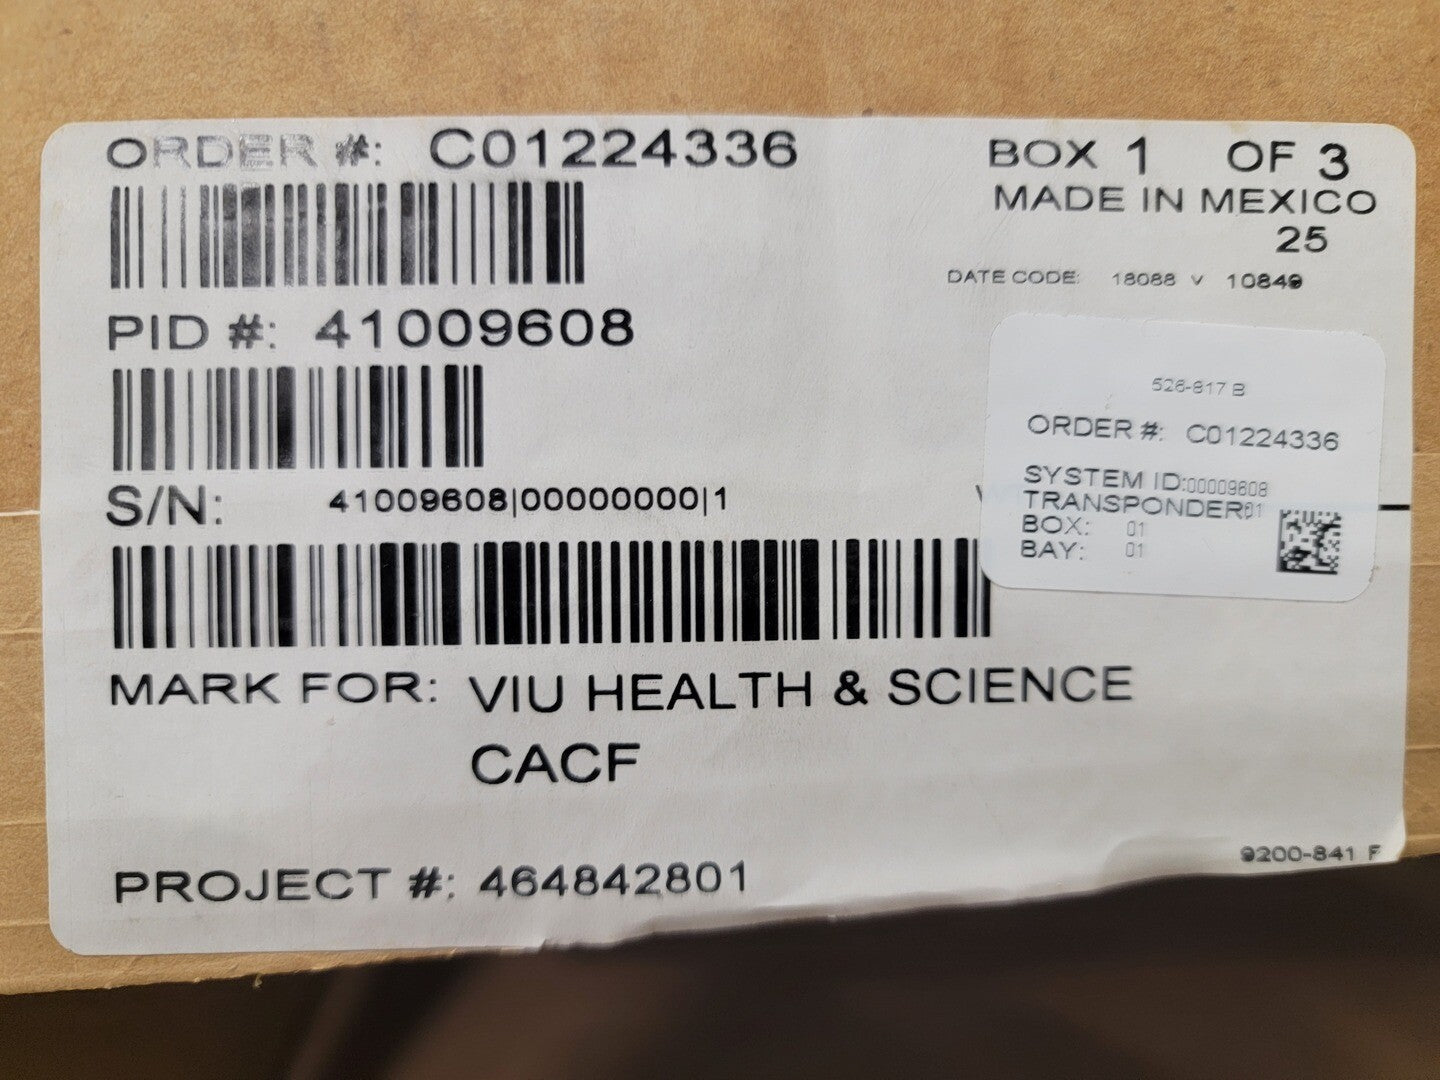 ORDER #: C01224336
BOX 1 OF 3
MADE IN MEXICO
25
DATE CODE: 18088 V 10849
PID #: 41009608
S/N: 41009608|00000000|1
526-817 B
ORDER #: C01224336
SYSTEM ID:00009608
TRANSPONDER:01
BOX: 01
BAY: 01
MARK FOR: VIU HEALTH & SCIENCE
CACF
PROJECT #: 464842801
9200-841 F